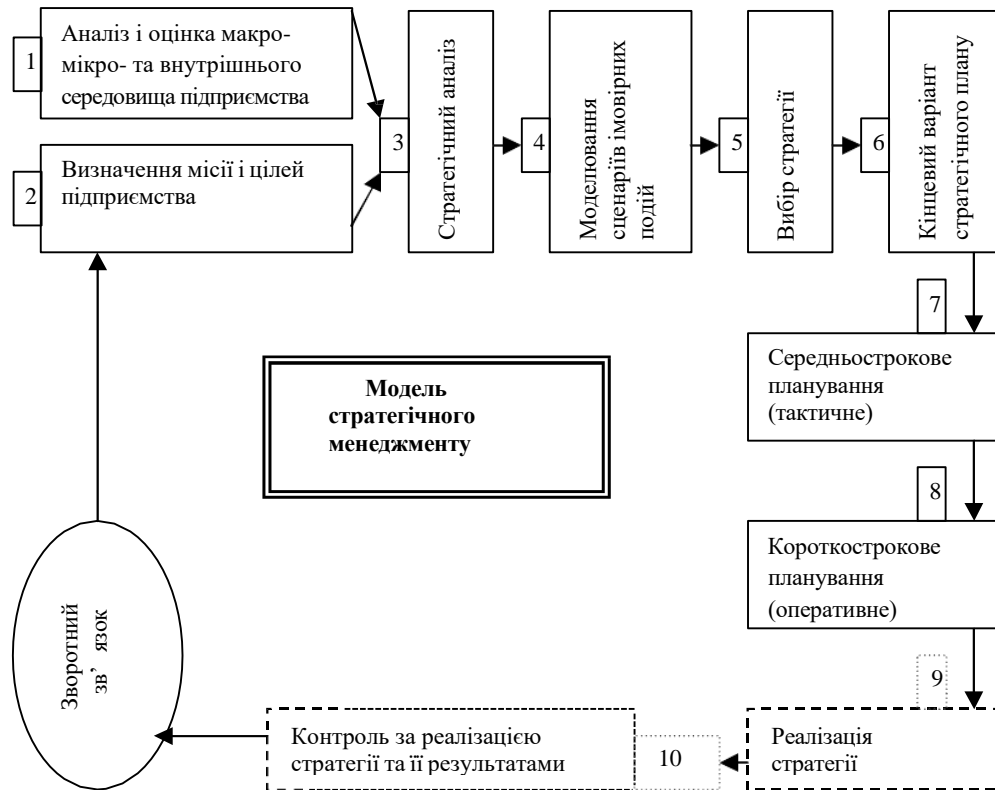 1
Аналіз і оцінка макро-
мікро- та внутрішнього
середовища підприємства
2
Визначення місії і цілей
підприємства
3
Стратегічний аналіз
4
Моделювання
сценаріїв імовірних
подій
5
Вибір стратегії
6
Кінцевий варіант
стратегічного плану
7
Середньострокове
планування
(тактичне)
Модель
стратегічного
менеджменту
8
Короткострокове
планування
(оперативне)
9
Реалізація
стратегії
10
Контроль за реалізацією
стратегії та її результатами
Зворотний
зв’ язок